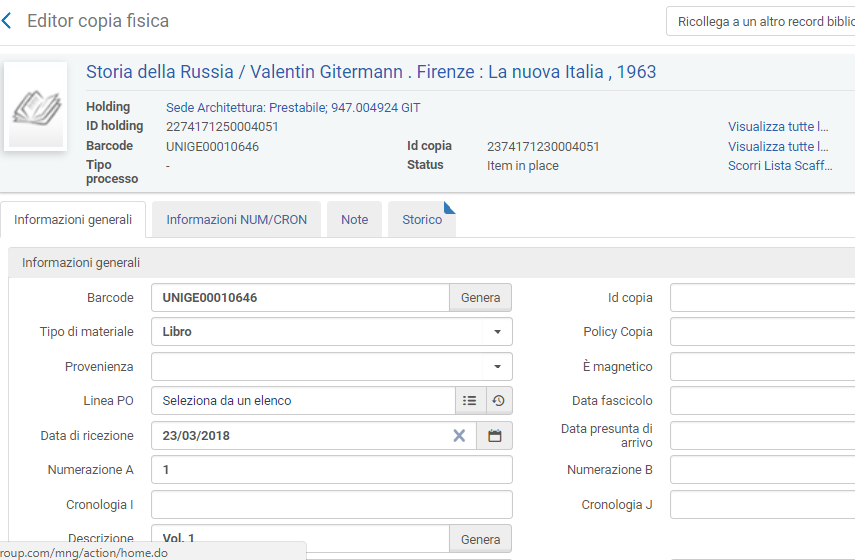 Editor copia fisica
Ricollega a un altro record biblio
Storia della Russia / Valentin Gitermann . Firenze : La nuova Italia , 1963
Holding Sede Architettura: Prestabile; 947.004924 GIT
ID holding 2274171250004051 Visualizza tutte l...
Barcode UNIGE00010646 Id copia 2374171230004051 Visualizza tutte l...
Tipo processo - Status Item in place Scorri Lista Scaff...
Informazioni generali Informazioni NUM/CRON Note Storico
Informazioni generali
Barcode UNIGE00010646 Genera Id copia
Tipo di materiale Libro Policy Copia
Provenienza È magnetico
Linea PO Seleziona da un elenco Data fascicolo
Data di ricezione 23/03/2018 Data presunta di arrivo
Numerazione A 1 Numerazione B
Cronologia I Cronologia J
Descrizione Vol. 1 Genera
roup.com/mng/action/home.do